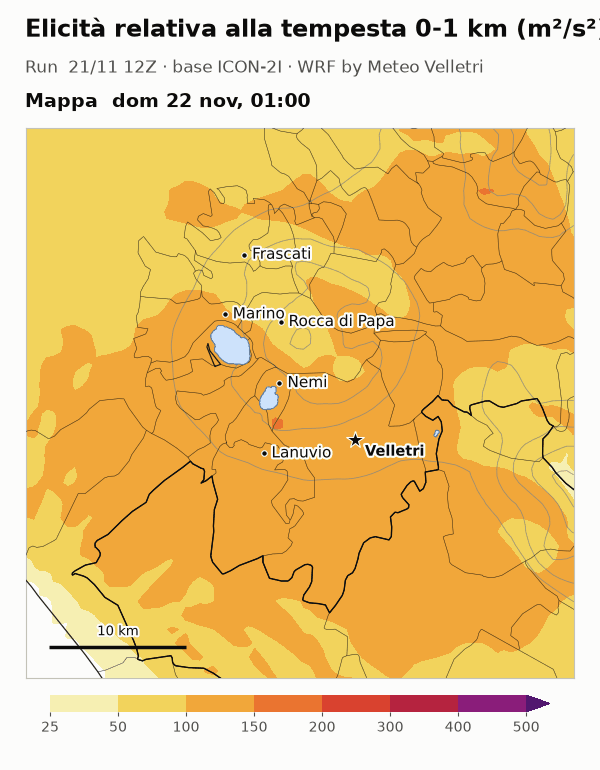 Elicità relativa alla tempesta 0-1 km (m²/s²)
Run 21/11 12Z · base ICON-2I · WRF by Meteo Velletri
Mappa dom 22 nov, 01:00
Frascati
Marino
Rocca di Papa
Nemi
Velletri
Lanuvio
10 km
25 50 100 150 200 300 400 500